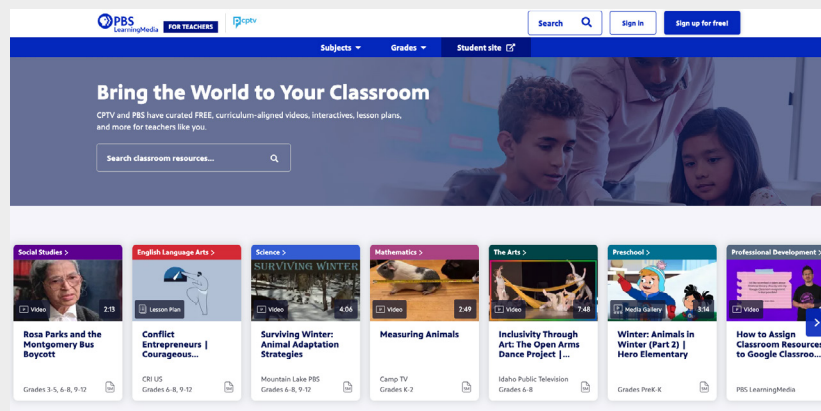 PBS
LearningMedia
FOR TEACHERS
cptv
Search
Sign in
Sign up for free!
Subjects
Grades
Student site
Bring the World to Your Classroom
CPTV and PBS have curated FREE, curriculum-aligned videos, interactives, lesson plans,
and more for teachers like you.
Search classroom resources...
Social Studies >
Video
2:13
Rosa Parks and the
Montgomery Bus
Boycott
Grades 3-5, 6-8, 9-12
English Language Arts >
Lesson Plan
Conflict
Entrepreneurs |
Courageous...
CRI US
Grades 6-8, 9-12
Science >
SURVIVING WINTER
Video
4:06
Surviving Winter:
Animal Adaptation
Strategies
Mountain Lake PBS
Grades 6-8, 9-12
Mathematics >
Video
2:49
Measuring Animals
Camp TV
Grades K-2
The Arts >
Video
7:48
Inclusivity Through
Art: The Open Arms
Dance Project |...
Idaho Public Television
Grades 6-8
Preschool >
Media Gallery
3:14
Winter: Animals in
Winter (Part 2) |
Hero Elementary
Grades PreK-K
Professional Development >
Video
How to Assign
Classroom Resources
to Google Classroo...
PBS LearningMedia